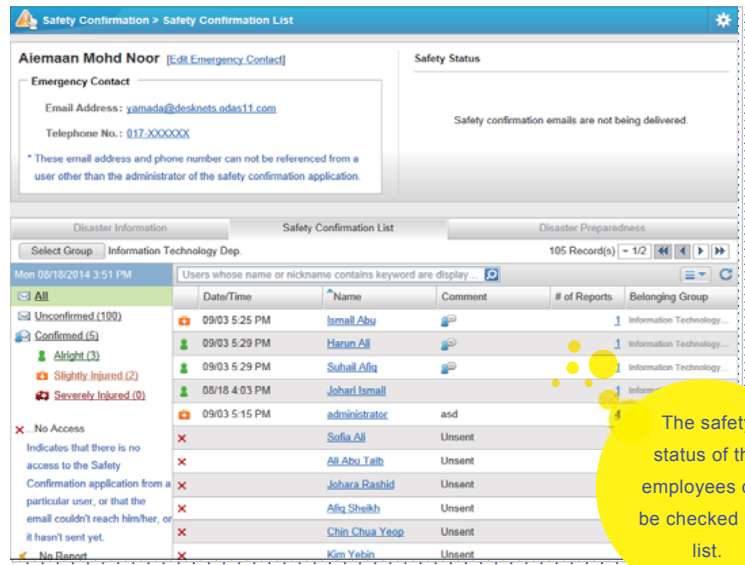 Safety Confirmation > Safety Confirmation List
Aiemaan Mohd Noor [Edit Emergency Contact]
Emergency Contact
Email Address: yamada@desknets.odas11.com
Telephone No.: 017-XXXXXX
* These email address and phone number can not be referenced from a
user other than the administrator of the safety confirmation application.
Safety Status
Safety confirmation emails are not being delivered.
Disaster Information Safety Confirmation List Disaster Preparedness
Select Group Information Technology Dep. 105 Record(s) 1/2
Mon 08/18/2014 3:51 PM
Users whose name or nickname contains keyword are display...
All
Unconfirmed (100)
Confirmed (5)
Alright (3)
Slightly Injured (2)
Severely Injured (0)
...No Access
Indicates that there is no
access to the Safety
Confirmation application from a
particular user, or that the
email couldn't reach him/her, or
it hasn't sent yet.
...No Report
Date/Time Name Comment # of Reports Belonging Group
09/03 5:25 PM Ismail Abu 1 Information Technology...
09/03 5:29 PM Harun Ali 1 Information Technology...
09/03 5:29 PM Suhail Afiq 1 Information Technology...
08/18 4:03 PM Johari Ismail 1
09/03 5:15 PM administrator asd 4
Sofia Ali Unsent
Ali Abu Talb Unsent
Johara Rashid Unsent
Afiq Sheikh Unsent
Chin Chua Yeop Unsent
Kim Yebin Unsent
The safety
status of
employees
be checked
list.